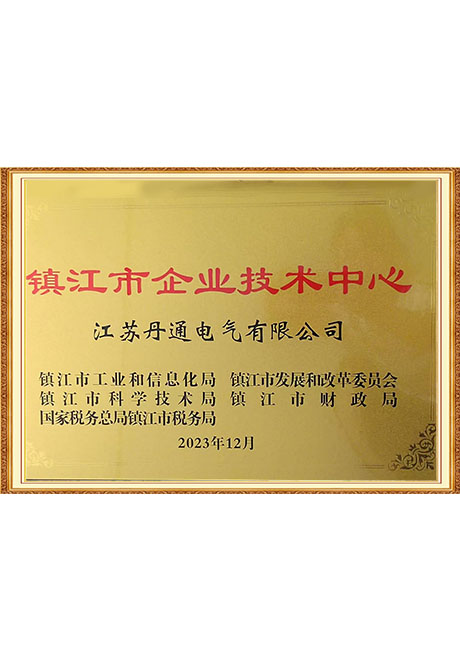 镇江市企业技术中心
江苏丹通电气有限公司
镇江市工业和信息化局 镇江市发展和改革委员会
镇江市科学技术局 镇江市财政局
国家税务总局镇江市税务局
2023年12月